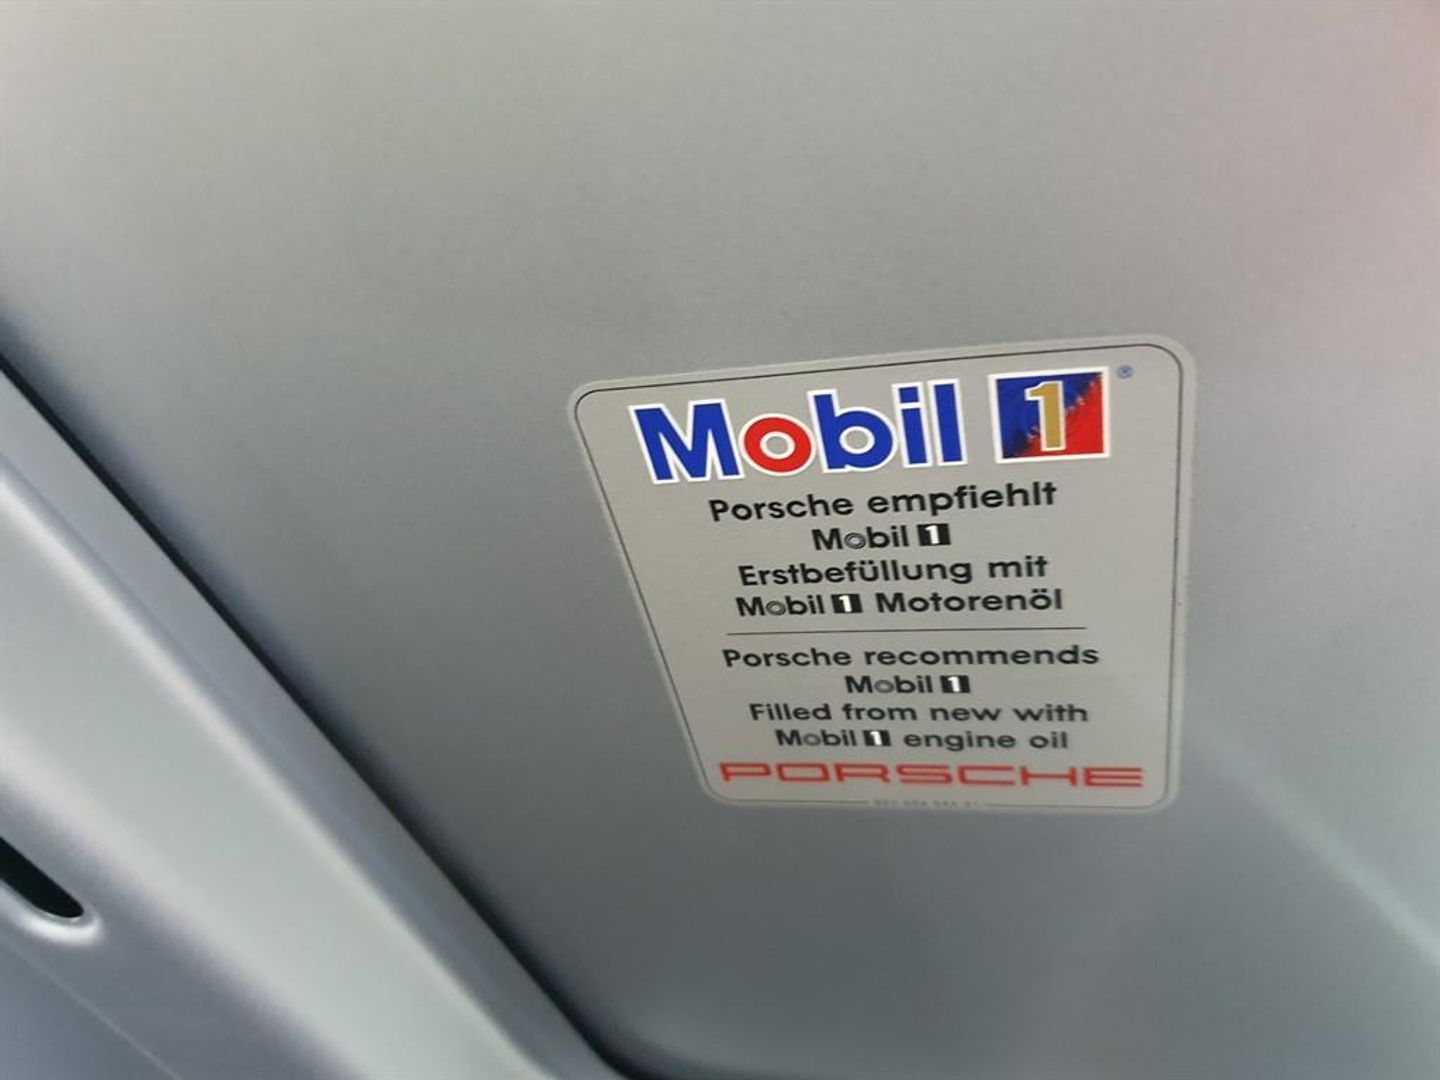 Mobil 1 ®
Porsche empfiehlt
Mobil 1
Erstbefüllung mit
Mobil 1 Motorenöl
Porsche recommends
Mobil 1
Filled from new with
Mobil 1 engine oil
PORSCHE